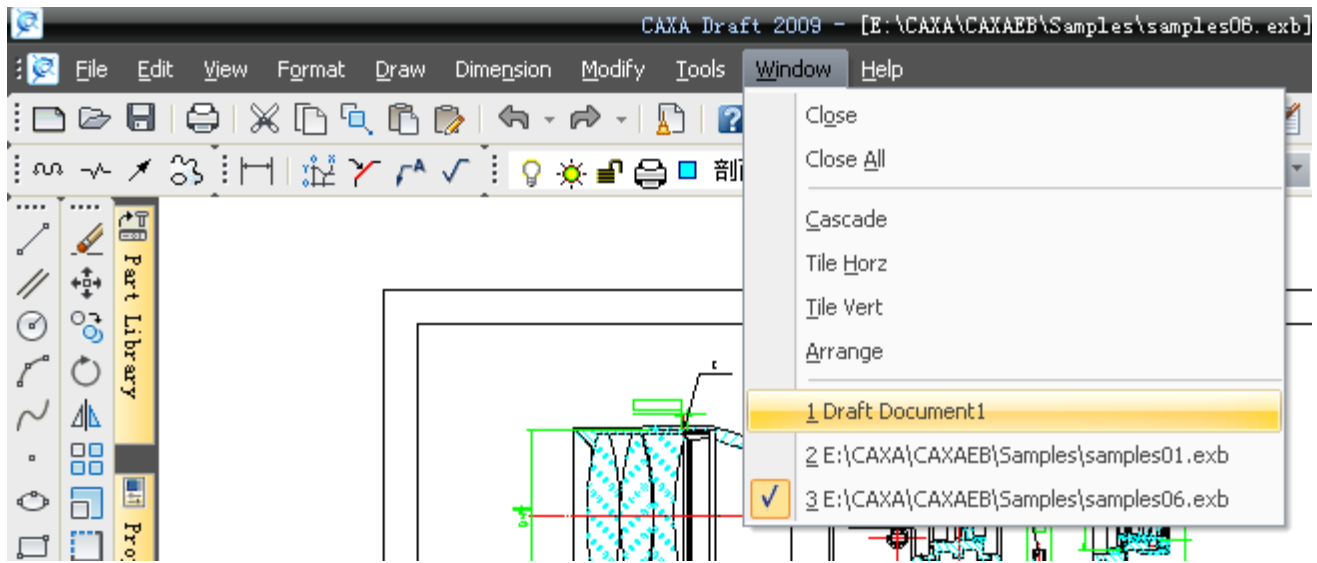 CAXA Draft 2009 - [E:\CAXA\CAXAEB\Samples\samples06.exb]
File Edit View Format Draw Dimension Modify Tools Window Help
Close
Close All
Cascade
Tile Horz
Tile Vert
Arrange
1 Draft Document1
2 E:\CAXA\CAXAEB\Samples\samples01.exb
3 E:\CAXA\CAXAEB\Samples\samples06.exb
Part Library